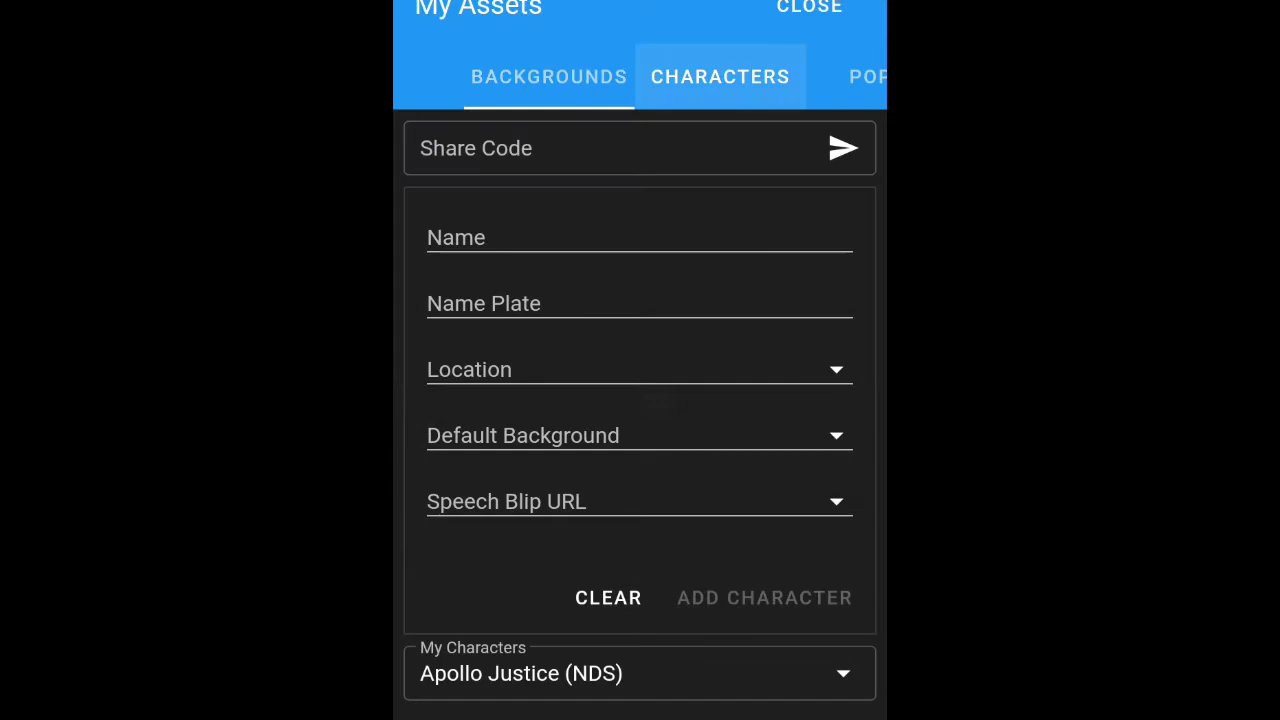 My Assets
CLOSE
BACKGROUNDS
CHARACTERS
POP
Share Code
Name
Name Plate
Location
Default Background
Speech Blip URL
CLEAR
ADD CHARACTER
My Characters
Apollo Justice (NDS)